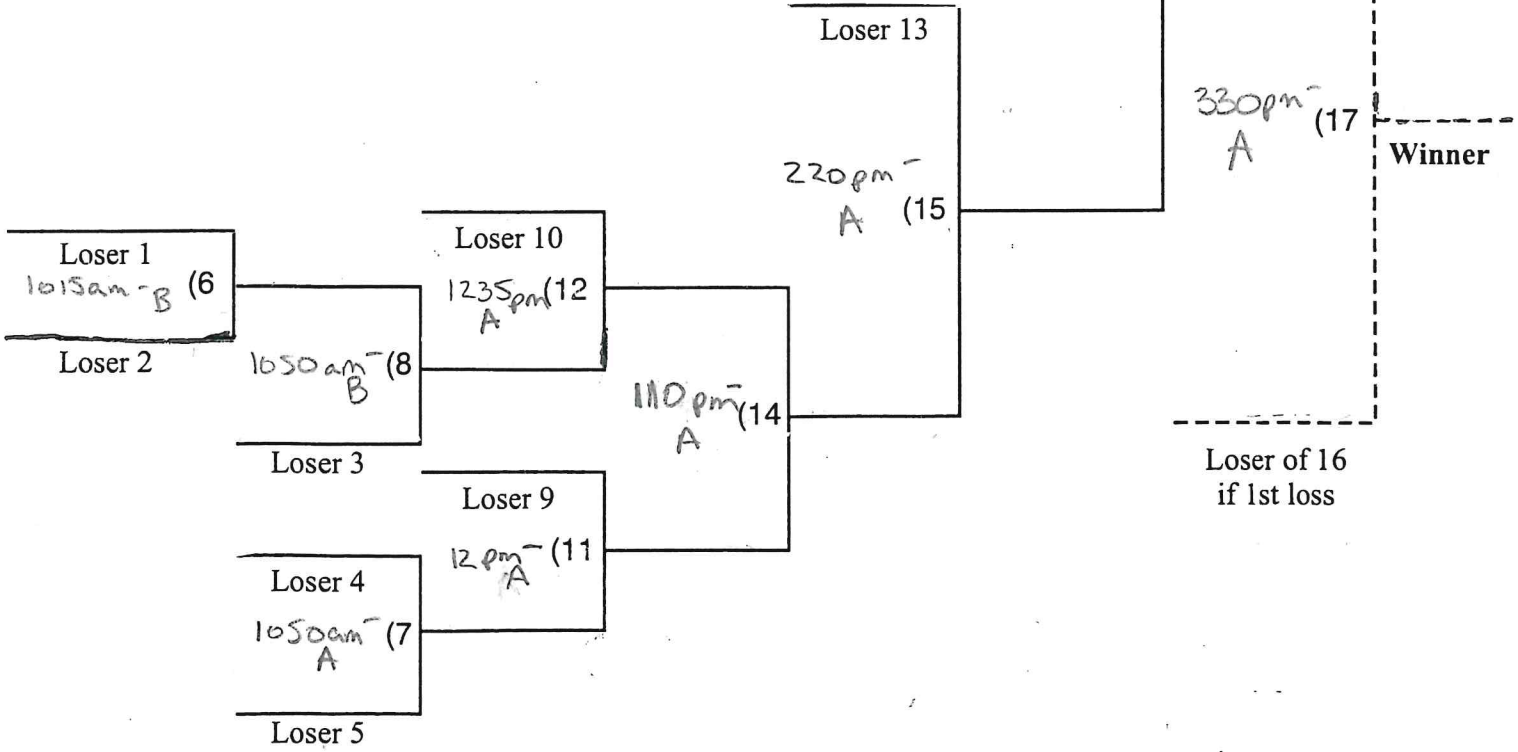 Loser 13
330pm- (17
A
Winner
220pm-
A (15
Loser 1
1015am-B (6
Loser 2
Loser 10
1235pm(12
A
1050am- (8
B
Loser 3
110pm-(14
A
Loser 9
12pm- (11
A
Loser 4
1050am- (7
A
Loser 5
Loser of 16
if 1st loss